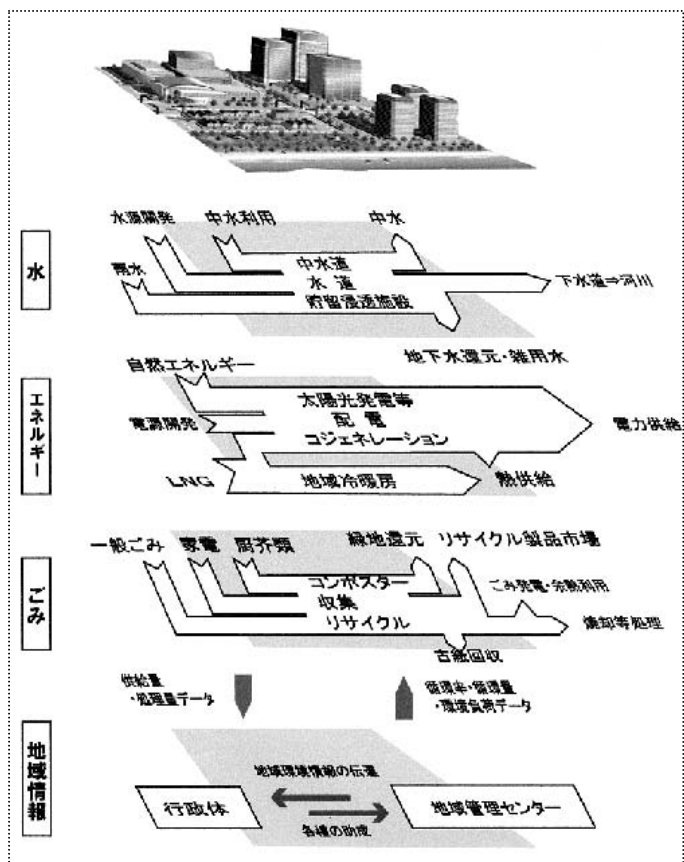 水源開発 中水利用 中水
水
雨水
中水道
水 道
貯留浸透施設
下水道⇒河川
地下水還元・雑用水
自然エネルギー
エネルギー
太陽光発電等
電源開発
配 電
電力供給
コジェネレーション
LNG
地域冷暖房
熱供給
一般ごみ 家電 厨芥類 緑地還元 リサイクル製品市場
ごみ
コンポスター
ごみ発電・余熱利用
収集
リサイクル
焼却等処理
古紙回収
供給量
・処理量データ
循環率・循環量
・環境負荷データ
地域情報
地域環境情報の伝達
行政体
地域管理センター
各種の助成